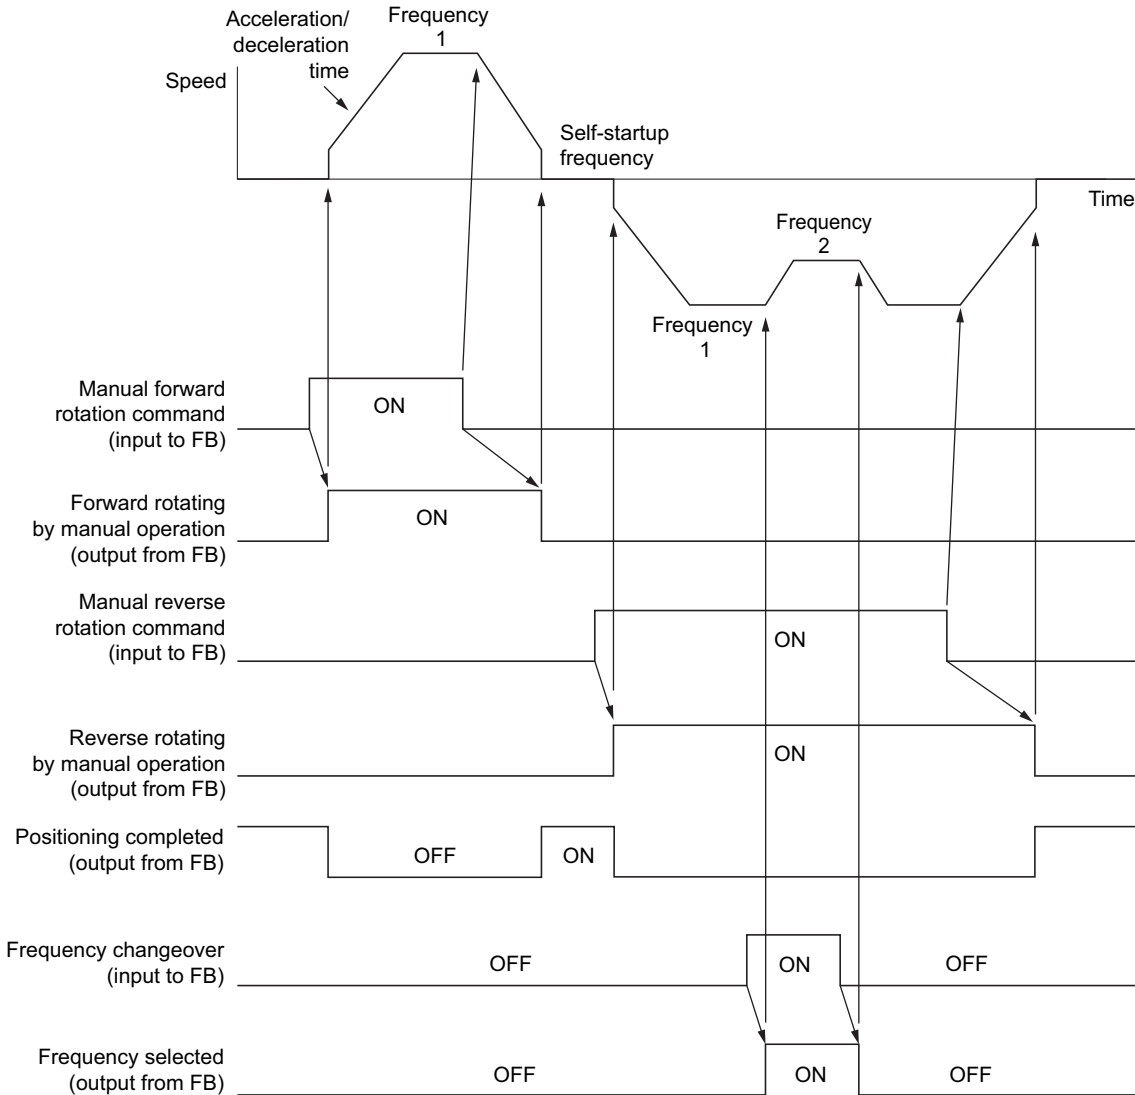 Acceleration/
deceleration
time
Frequency
1
Speed
Self-startup
frequency
Time
Frequency
2
Frequency
1
Manual forward
rotation command
(input to FB)
ON
Forward rotating
by manual operation
(output from FB)
ON
Manual reverse
rotation command
(input to FB)
ON
Reverse rotating
by manual operation
(output from FB)
ON
Positioning completed
(output from FB)
OFF
ON
Frequency changeover
(input to FB)
OFF
ON
OFF
Frequency selected
(output from FB)
OFF
ON
OFF